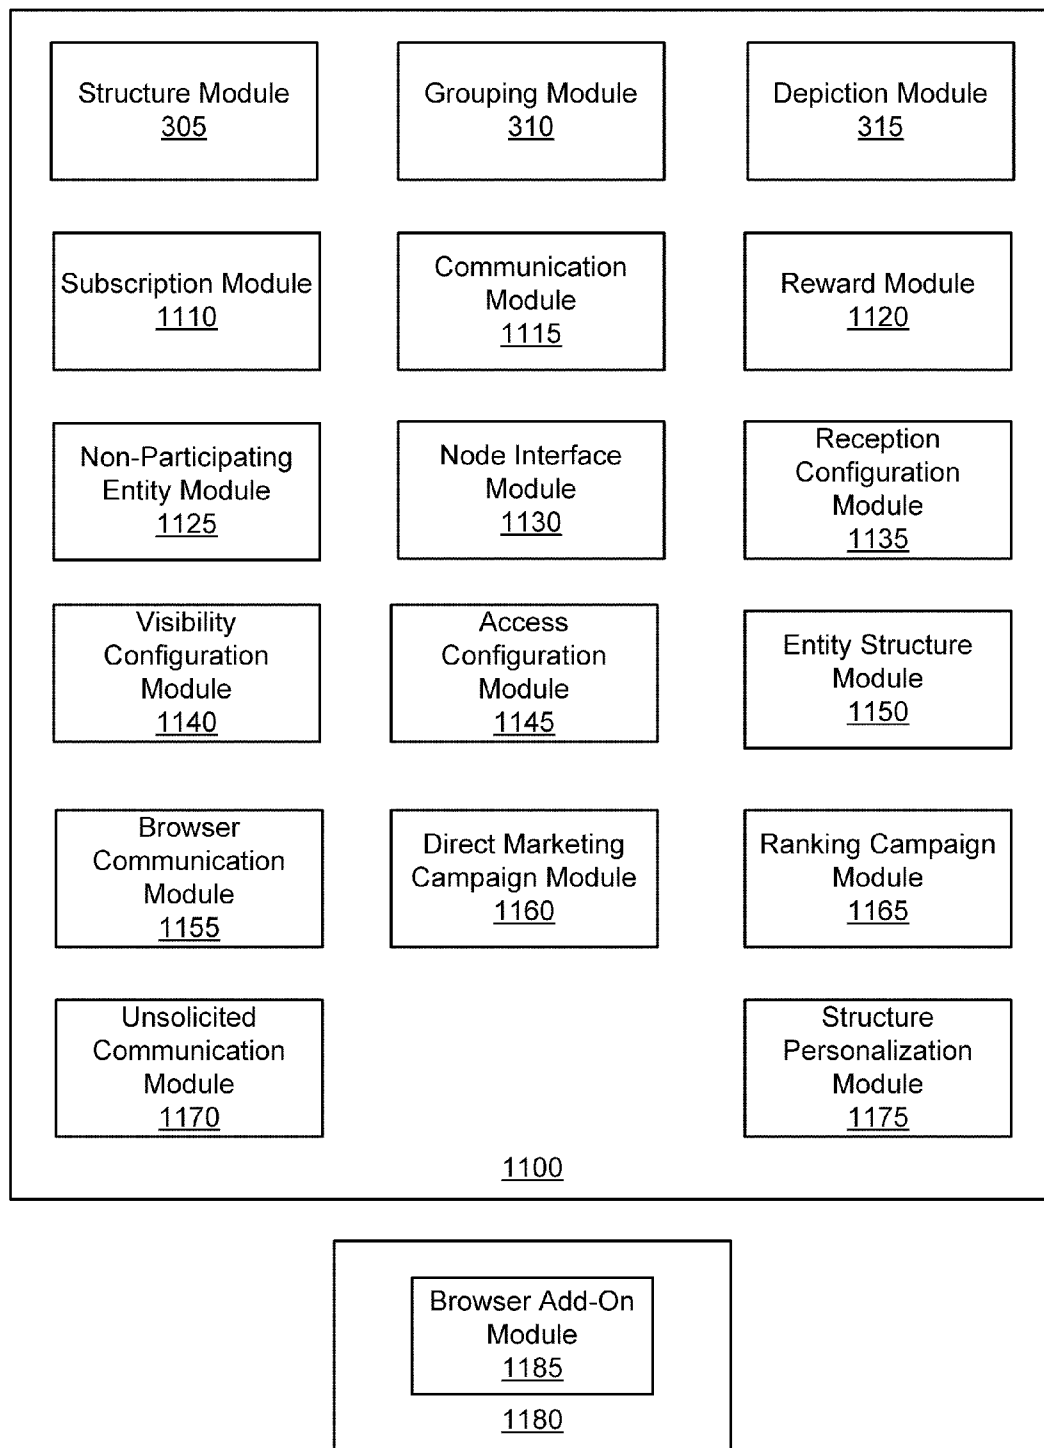 Structure Module
305
Grouping Module
310
Depiction Module
315
Subscription Module
1110
Communication
Module
1115
Reward Module
1120
Non-Participating
Entity Module
1125
Node Interface
Module
1130
Reception
Configuration
Module
1135
Visibility
Configuration
Module
1140
Access
Configuration
Module
1145
Entity Structure
Module
1150
Browser
Communication
Module
1155
Direct Marketing
Campaign Module
1160
Ranking Campaign
Module
1165
Unsolicited
Communication
Module
1170
Structure
Personalization
Module
1175
1100
Browser Add-On
Module
1185
1180